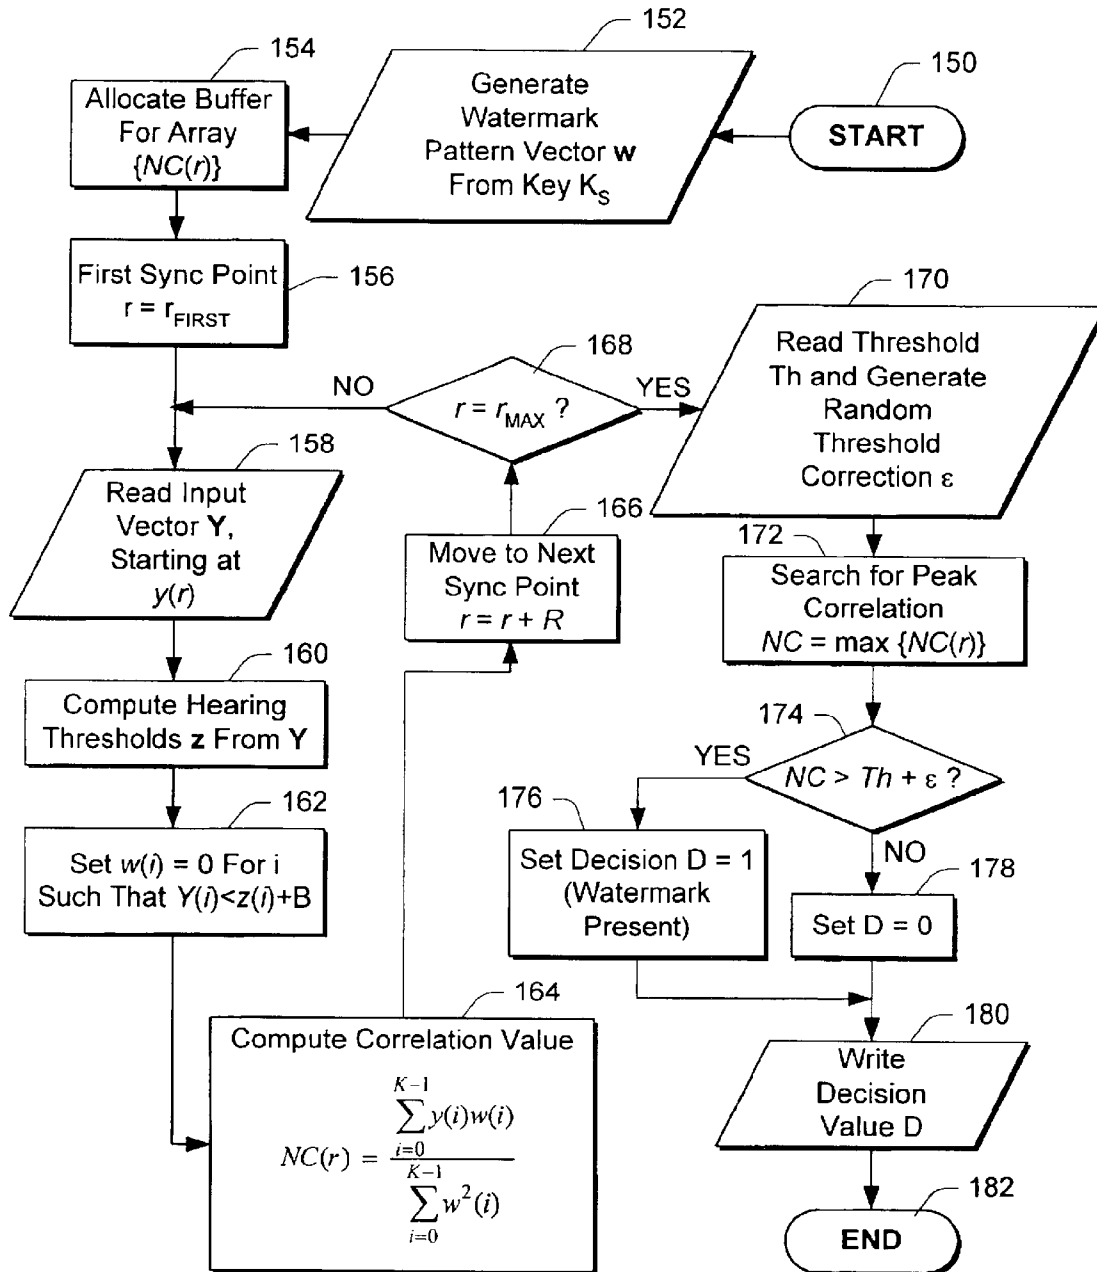 150
START
152
Generate
Watermark
Pattern Vector w
From Key K_S
154
Allocate Buffer
For Array
{NC(r)}
156
First Sync Point
r = r_FIRST
158
Read Input
Vector Y,
Starting at
y(r)
160
Compute Hearing
Thresholds z From Y
162
Set w(i) = 0 For i
Such That Y(i)<z(i)+B
164
Compute Correlation Value
NC(r) = \frac{\sum_{i=0}^{K-1} y(i)w(i)}{\sum_{i=0}^{K-1} w^2(i)}
166
Move to Next
Sync Point
r = r + R
168
r = r_MAX ?
NO
YES
170
Read Threshold
Th and Generate
Random
Threshold
Correction ε
172
Search for Peak
Correlation
NC = max {NC(r)}
174
NC > Th + ε ?
YES
NO
176
Set Decision D = 1
(Watermark
Present)
178
Set D = 0
180
Write
Decision
Value D
182
END